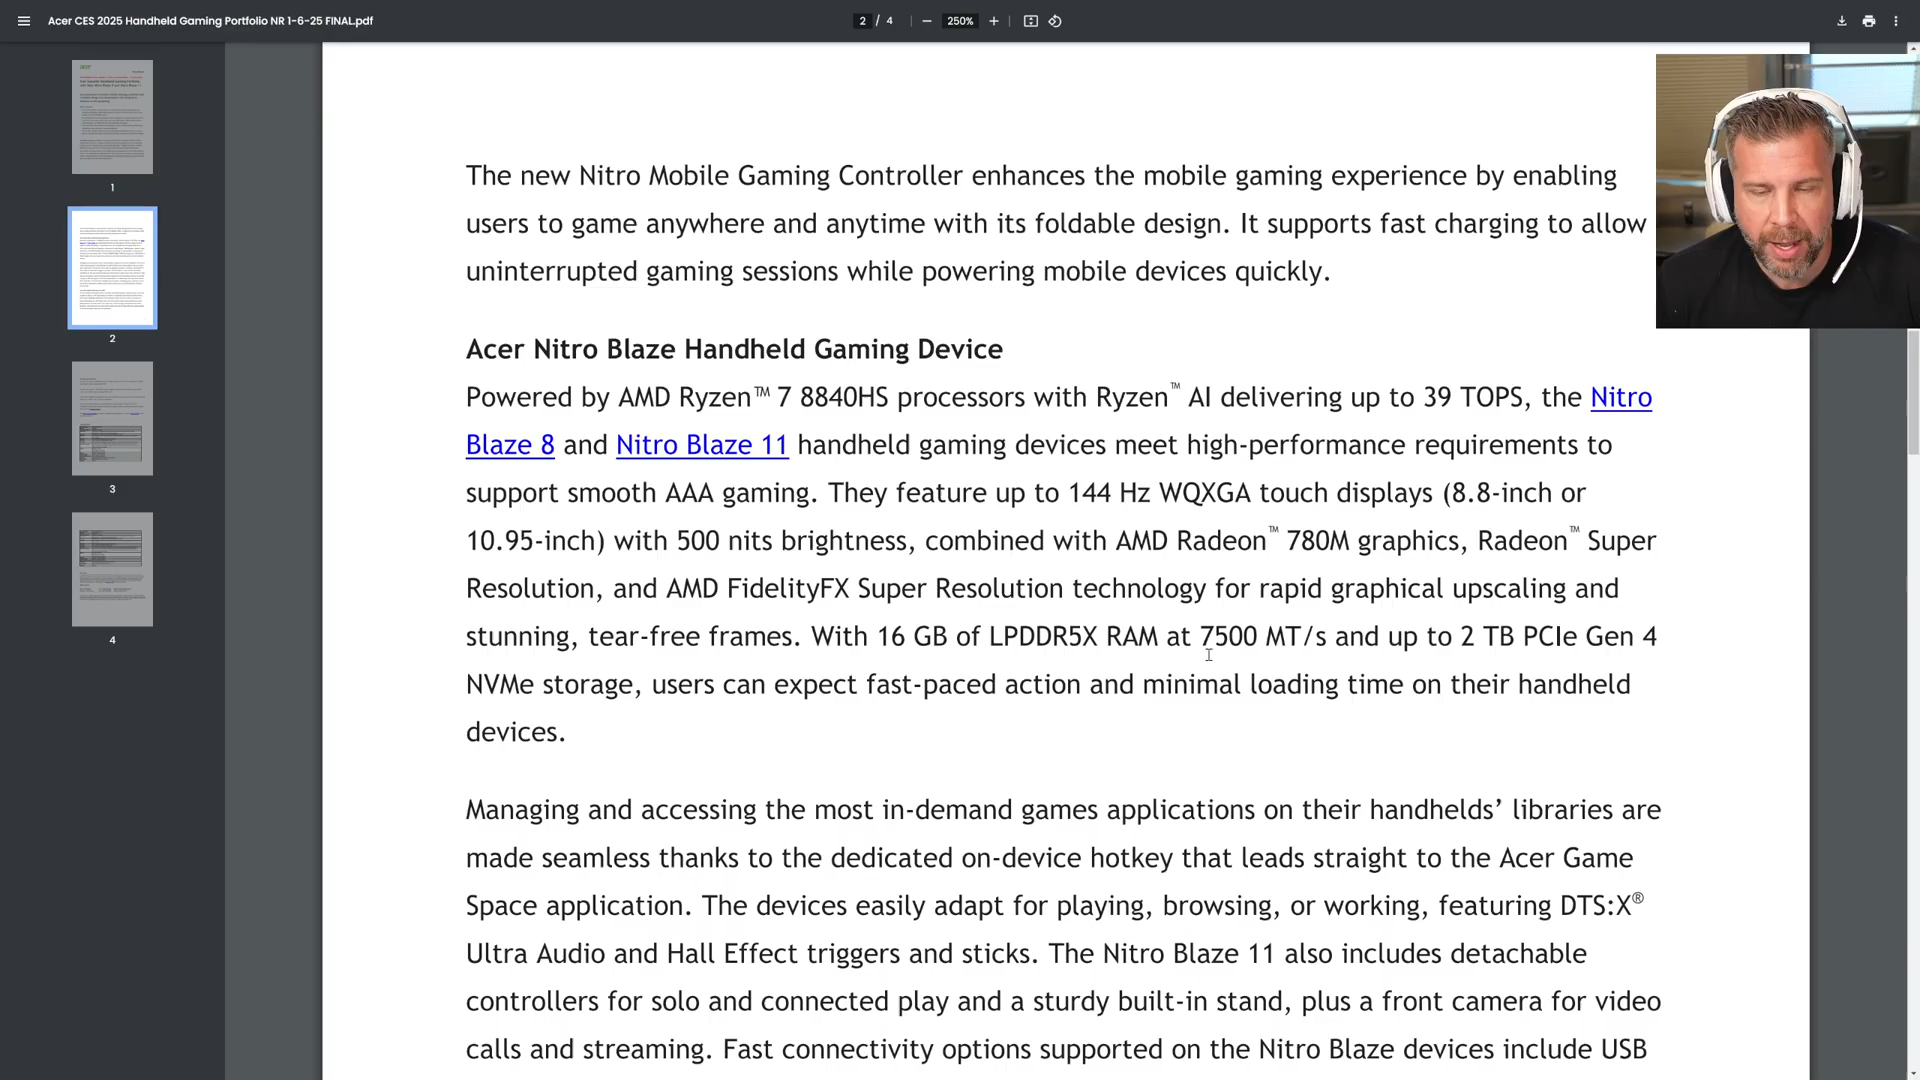 Acer CES 2025 Handheld Gaming Portfolio NR 1-6-25 FINAL.pdf
2 / 4
250%
1
2
3
4
The new Nitro Mobile Gaming Controller enhances the mobile gaming experience by enabling
users to game anywhere and anytime with its foldable design. It supports fast charging to allow
uninterrupted gaming sessions while powering mobile devices quickly.
Acer Nitro Blaze Handheld Gaming Device
Powered by AMD Ryzen™ 7 8840HS processors with Ryzen™ AI delivering up to 39 TOPS, the Nitro
Blaze 8 and Nitro Blaze 11 handheld gaming devices meet high-performance requirements to
support smooth AAA gaming. They feature up to 144 Hz WQXGA touch displays (8.8-inch or
10.95-inch) with 500 nits brightness, combined with AMD Radeon™ 780M graphics, Radeon™ Super
Resolution, and AMD FidelityFX Super Resolution technology for rapid graphical upscaling and
stunning, tear-free frames. With 16 GB of LPDDR5X RAM at 7500 MT/s and up to 2 TB PCIe Gen 4
NVMe storage, users can expect fast-paced action and minimal loading time on their handheld
devices.
Managing and accessing the most in-demand games applications on their handhelds’ libraries are
made seamless thanks to the dedicated on-device hotkey that leads straight to the Acer Game
Space application. The devices easily adapt for playing, browsing, or working, featuring DTS:X®
Ultra Audio and Hall Effect triggers and sticks. The Nitro Blaze 11 also includes detachable
controllers for solo and connected play and a sturdy built-in stand, plus a front camera for video
calls and streaming. Fast connectivity options supported on the Nitro Blaze devices include USB